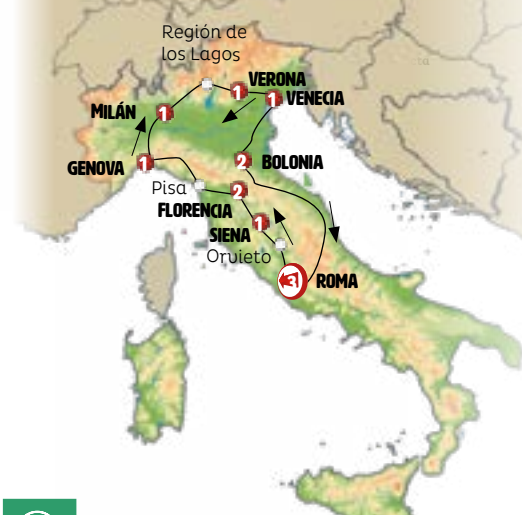 Región de
los Lagos
VERONA
1
1
VENECIA
MILÁN
1
GENOVA
1
2
BOLONIA
Pisa
2
FLORENCIA
1
SIENA
Orvieto
3
ROMA